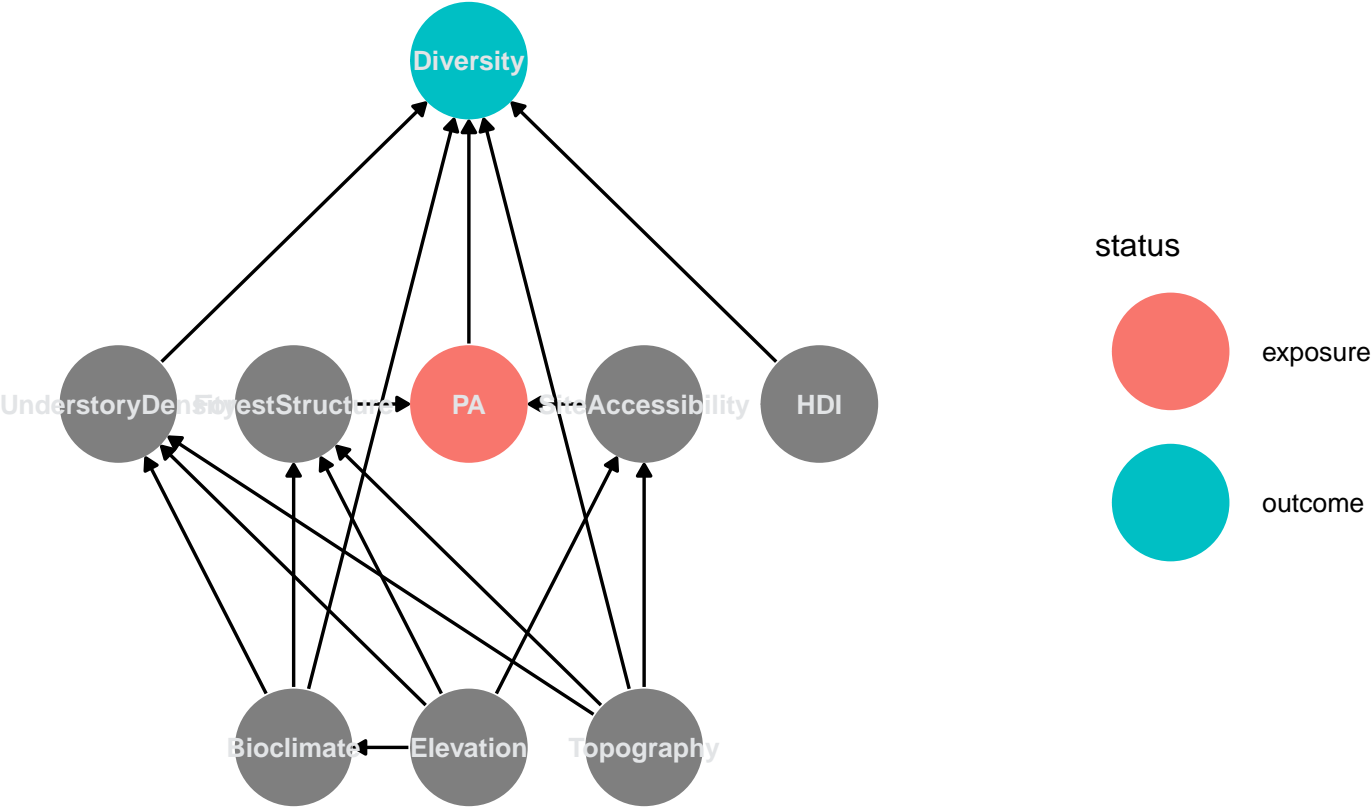 Diversity
status
exposure
UnderstoryDensity
ForestStructure
PA
SiteAccessibility
HDI
outcome
Bioclimate
Elevation
Topography